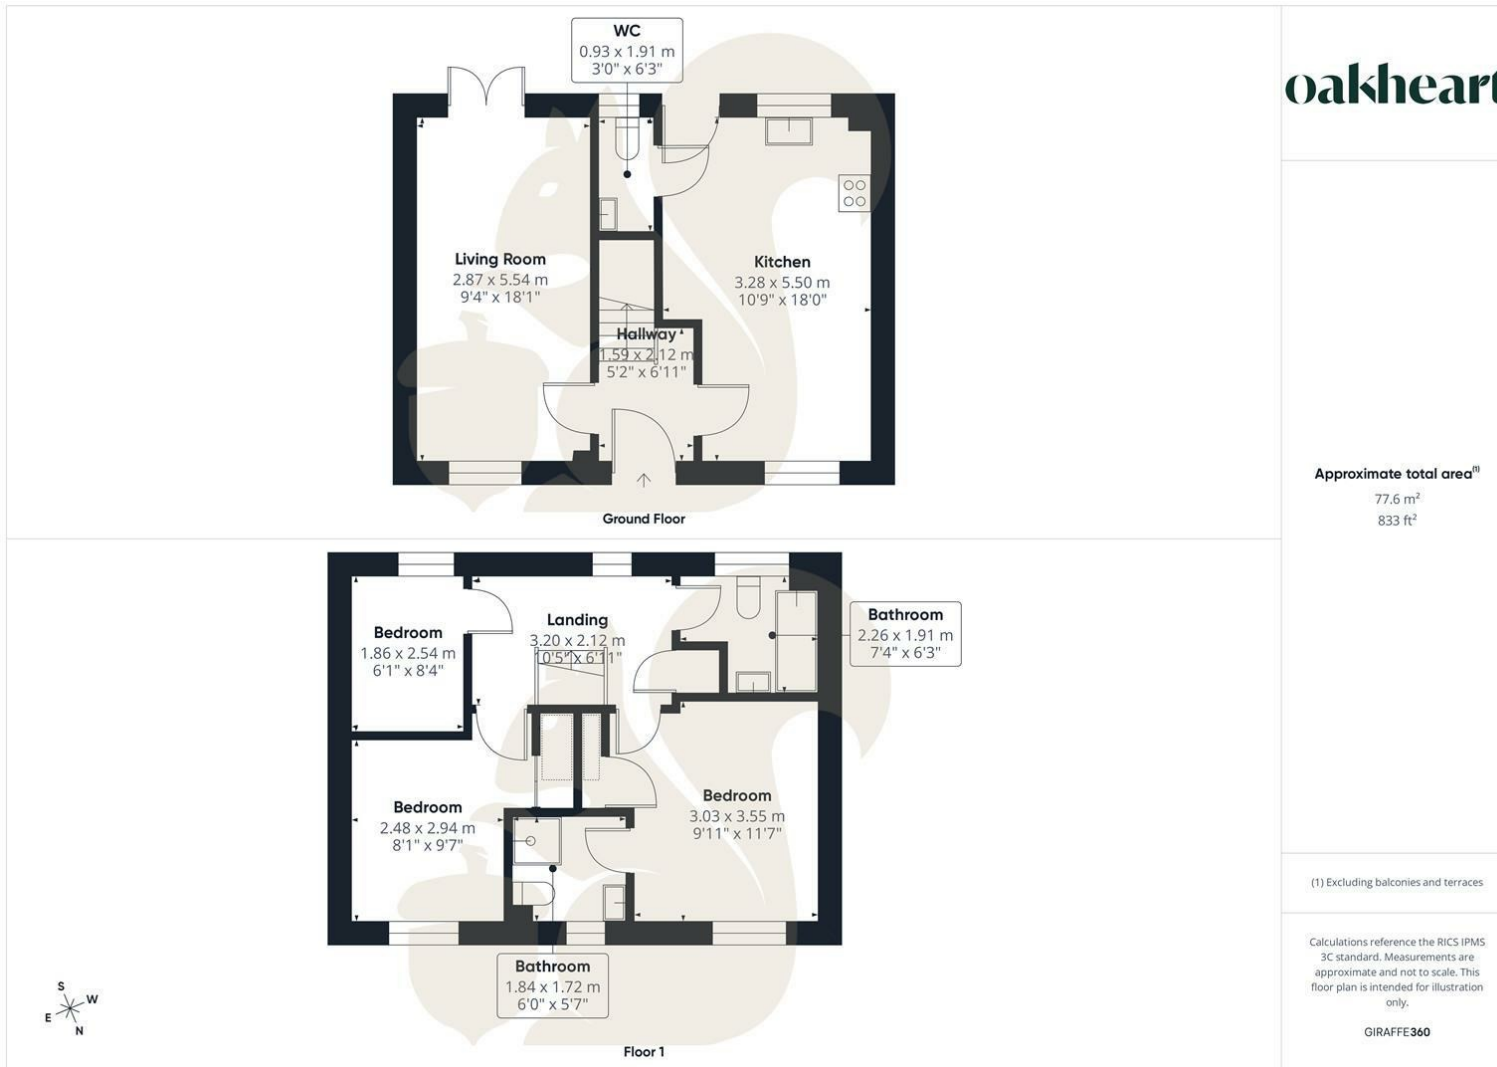 WC
0.93 x 1.91 m
3'0" x 6'3"
oakheart
Living Room
2.87 x 5.54 m
9'4" x 18'1"
Kitchen
3.28 x 5.50 m
10'9" x 18'0"
Hallway
1.59 x 2.12 m
5'2" x 6'11"
Ground Floor
Approximate total area(1)
77.6 m²
833 ft²
Landing
3.20 x 2.12 m
10'5" x 6'11"
Bathroom
2.26 x 1.91 m
7'4" x 6'3"
Bedroom
1.86 x 2.54 m
6'1" x 8'4"
Bedroom
2.48 x 2.94 m
8'1" x 9'7"
Bedroom
3.03 x 3.55 m
9'11" x 11'7"
Bathroom
1.84 x 1.72 m
6'0" x 5'7"
Floor 1
S
W
E
N
(1) Excluding balconies and terraces
Calculations reference the RICS IPMS
3C standard. Measurements are
approximate and not to scale. This
floor plan is intended for illustration
only.
GIRAFFE360